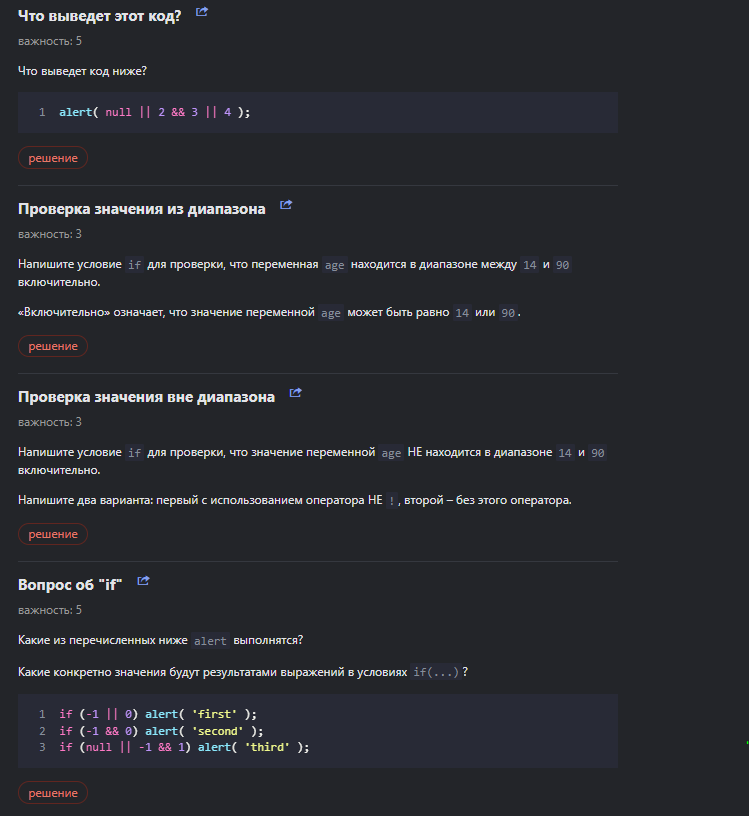 Что выведет этот код?
важность: 5
Что выведет код ниже?
1 alert( null || 2 && 3 || 4 );
решение
Проверка значения из диапазона
важность: 3
Напишите условие if для проверки, что переменная age находится в диапазоне между 14 и 90
включительно.
«Включительно» означает, что значение переменной age может быть равно 14 или 90.
решение
Проверка значения вне диапазона
важность: 3
Напишите условие if для проверки, что значение переменной age НЕ находится в диапазоне 14 и 90
включительно.
Напишите два варианта: первый с использованием оператора НЕ !, второй – без этого оператора.
решение
Вопрос об "if"
важность: 5
Какие из перечисленных ниже alert выполнятся?
Какие конкретно значения будут результатами выражений в условиях if(...)?
1 if (-1 || 0) alert( 'first' );
2 if (-1 && 0) alert( 'second' );
3 if (null || -1 && 1) alert( 'third' );
решение